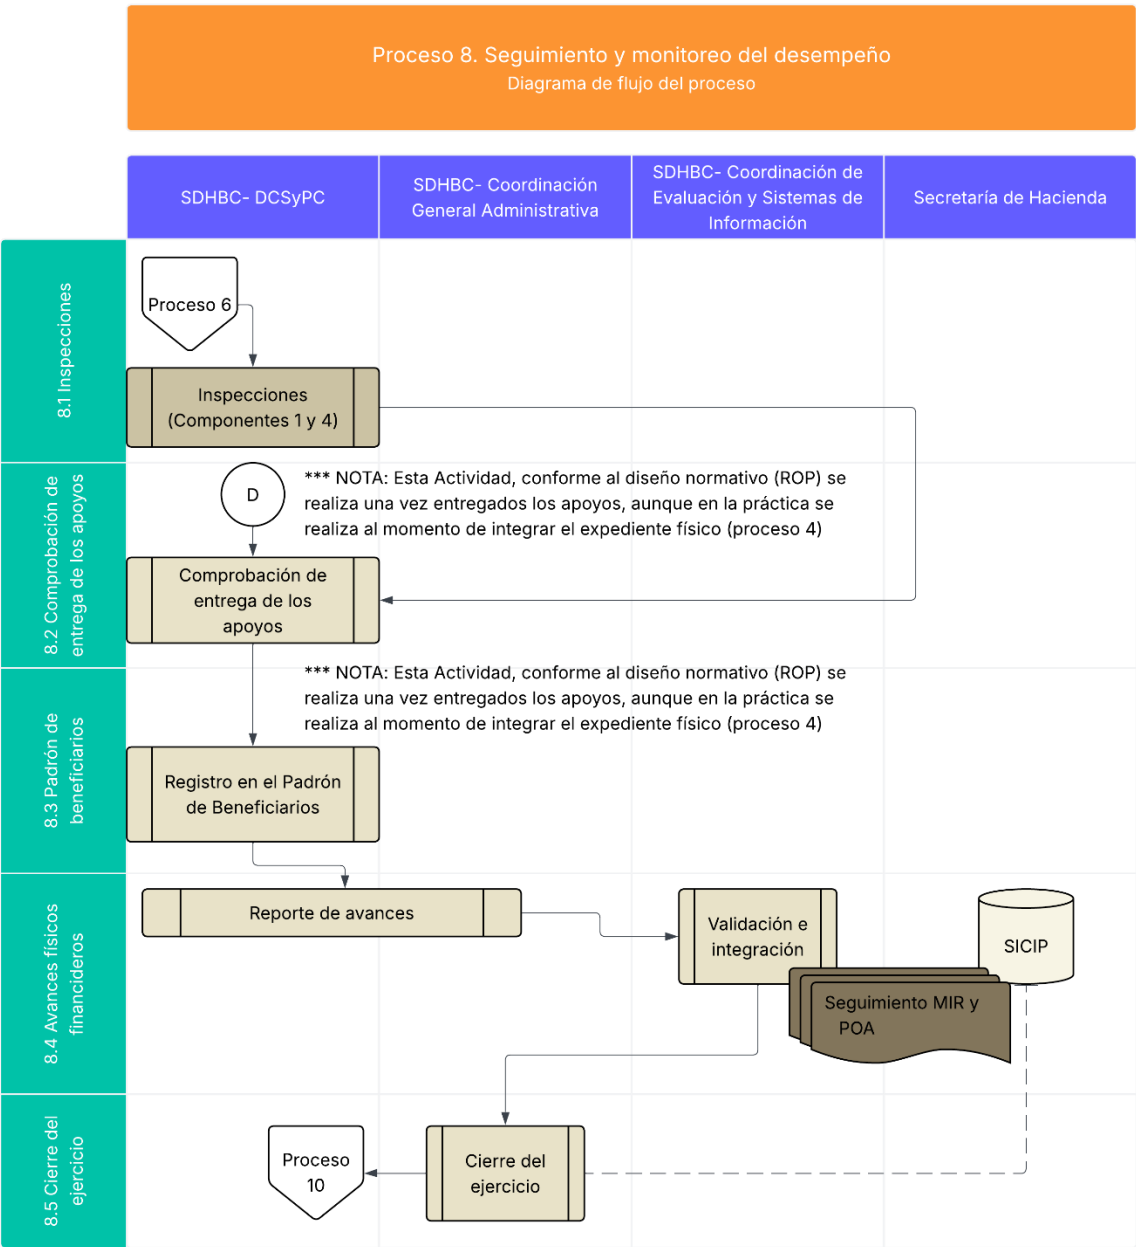 Proceso 8. Seguimiento y monitoreo del desempeño
Diagrama de flujo del proceso
SDHBC- DCSyPC
SDHBC- Coordinación
General Administrativa
SDHBC- Coordinación de
Evaluación y Sistemas de
Información
Secretaría de Hacienda
8.1 Inspecciones
Proceso 6
Inspecciones
(Componentes 1 y 4)
8.2 Comprobación de
entrega de los apoyos
D
*** NOTA: Esta Actividad, conforme al diseño normativo (ROP) se
realiza una vez entregados los apoyos, aunque en la práctica se
realiza al momento de integrar el expediente físico (proceso 4)
Comprobación de
entrega de los
apoyos
8.3 Padrón de
beneficiarios
*** NOTA: Esta Actividad, conforme al diseño normativo (ROP) se
realiza una vez entregados los apoyos, aunque en la práctica se
realiza al momento de integrar el expediente físico (proceso 4)
Registro en el Padrón
de Beneficiarios
8.4 Avances físicos
financideros
Reporte de avances
Validación e
integración
SICIP
Seguimiento MIR y
POA
8.5 Cierre del
ejercicio
Proceso
10
Cierre del
ejercicio